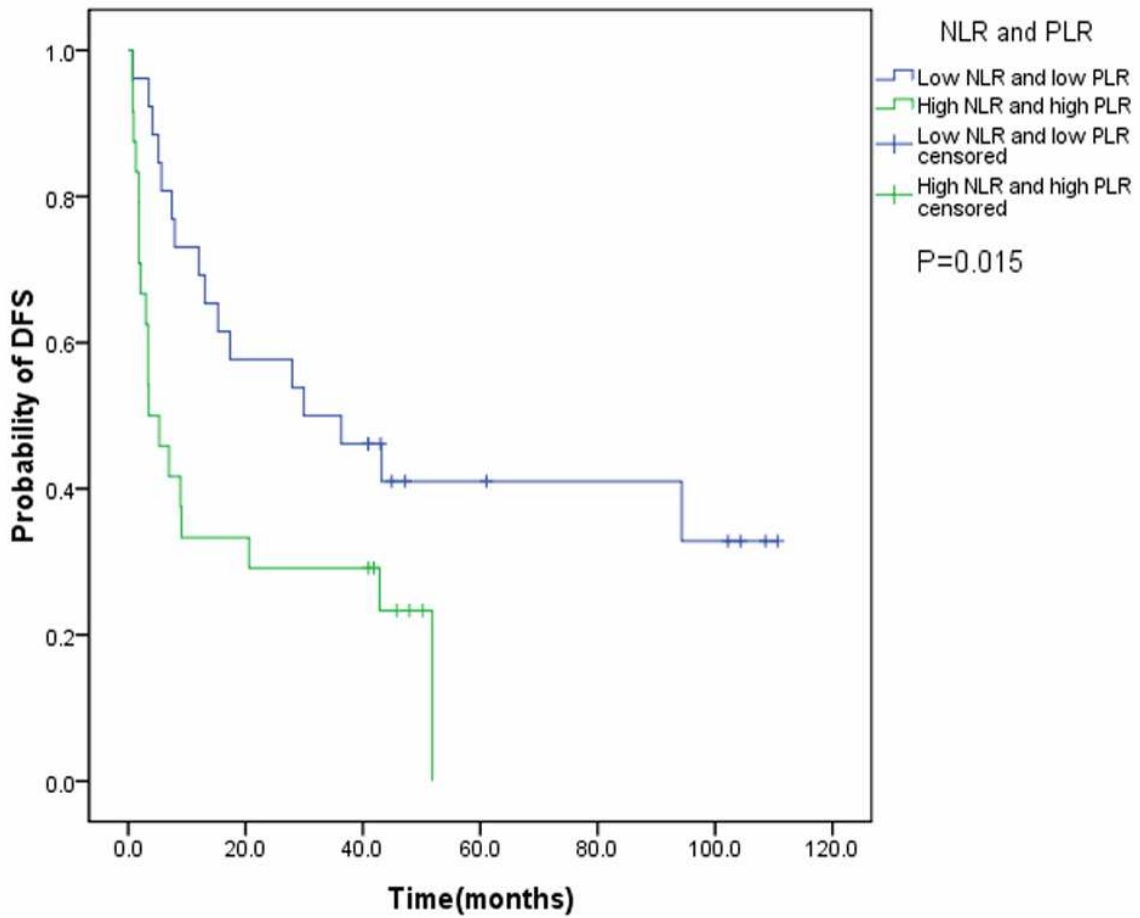 NLR and PLR
Low NLR and low PLR
High NLR and high PLR
Low NLR and low PLR
censored
High NLR and high PLR
censored
P=0.015
Probability of DFS
1.0
0.8
0.6
0.4
0.2
0.0
0.0 20.0 40.0 60.0 80.0 100.0 120.0
Time(months)